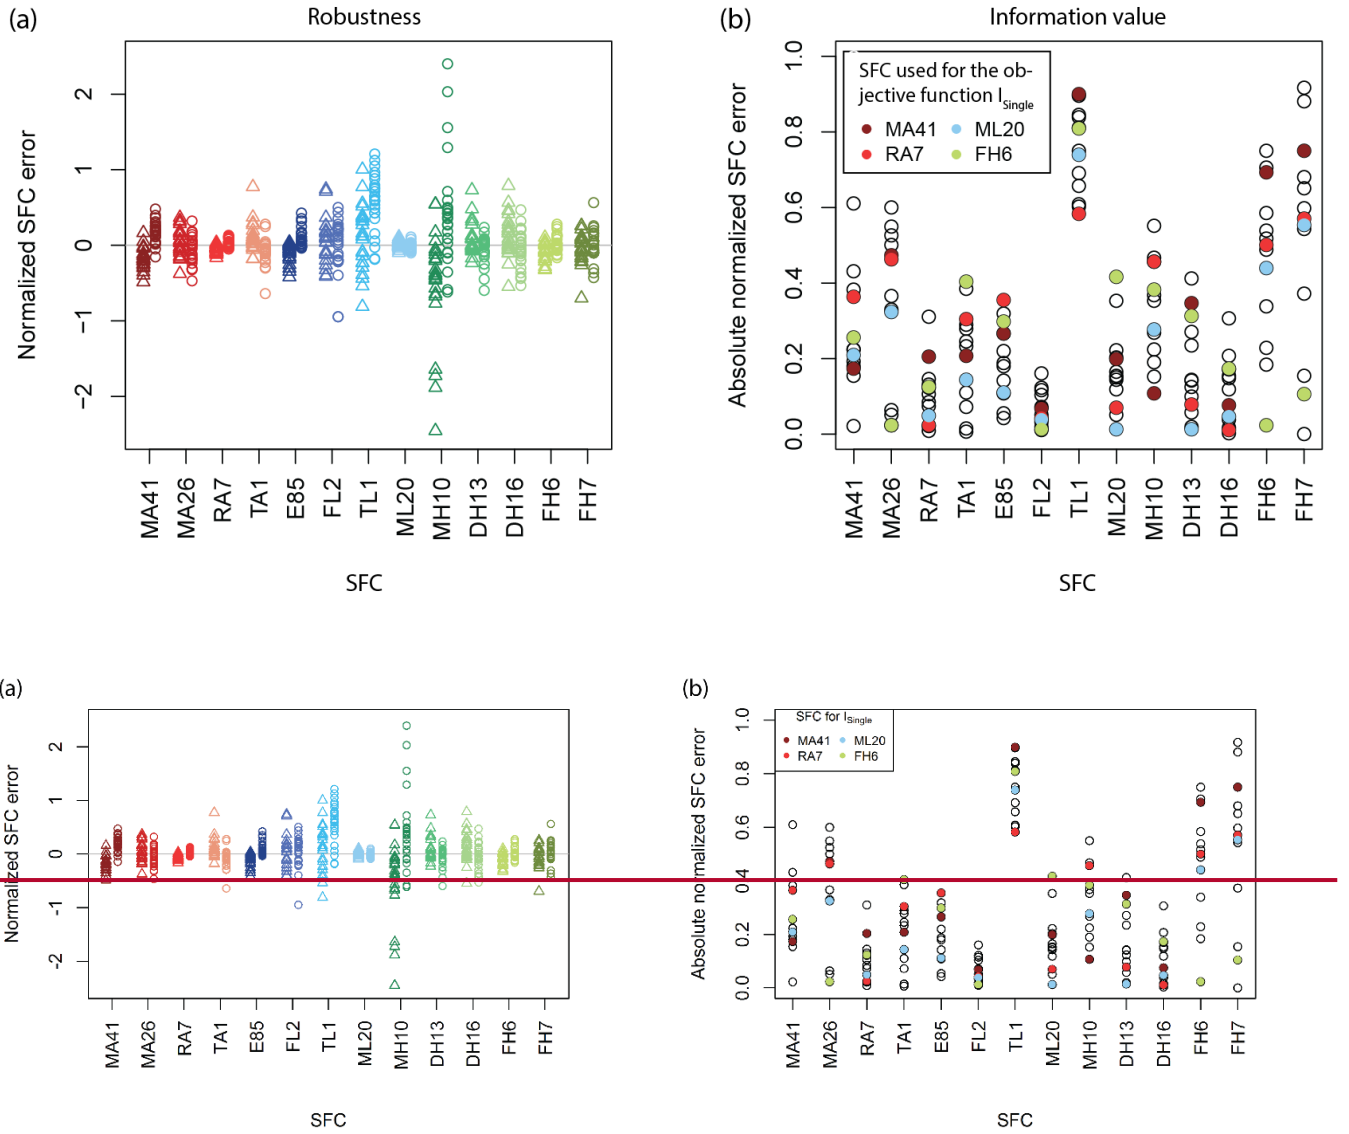 (a)
Robustness
Normalized SFC error
2
1
0
−1
−2
MA41
MA26
RA7
TA1
E85
FL2
TL1
ML20
MH10
DH13
DH16
FH6
FH7
SFC
(b)
Information value
Absolute normalized SFC error
1.0
0.8
0.6
0.4
0.2
0.0
SFC used for the ob-
jective function ISingle
MA41 ML20
RA7 FH6
MA41
MA26
RA7
TA1
E85
FL2
TL1
ML20
MH10
DH13
DH16
FH6
FH7
SFC
(a)
Normalized SFC error
2
1
0
−1
−2
MA41
MA26
RA7
TA1
E85
FL2
TL1
ML20
MH10
DH13
DH16
FH6
FH7
SFC
(b)
Absolute normalized SFC error
1.0
0.8
0.6
0.4
0.2
0.0
SFC for ISingle
MA41 ML20
RA7 FH6
MA41
MA26
RA7
TA1
E85
FL2
TL1
ML20
MH10
DH13
DH16
FH6
FH7
SFC